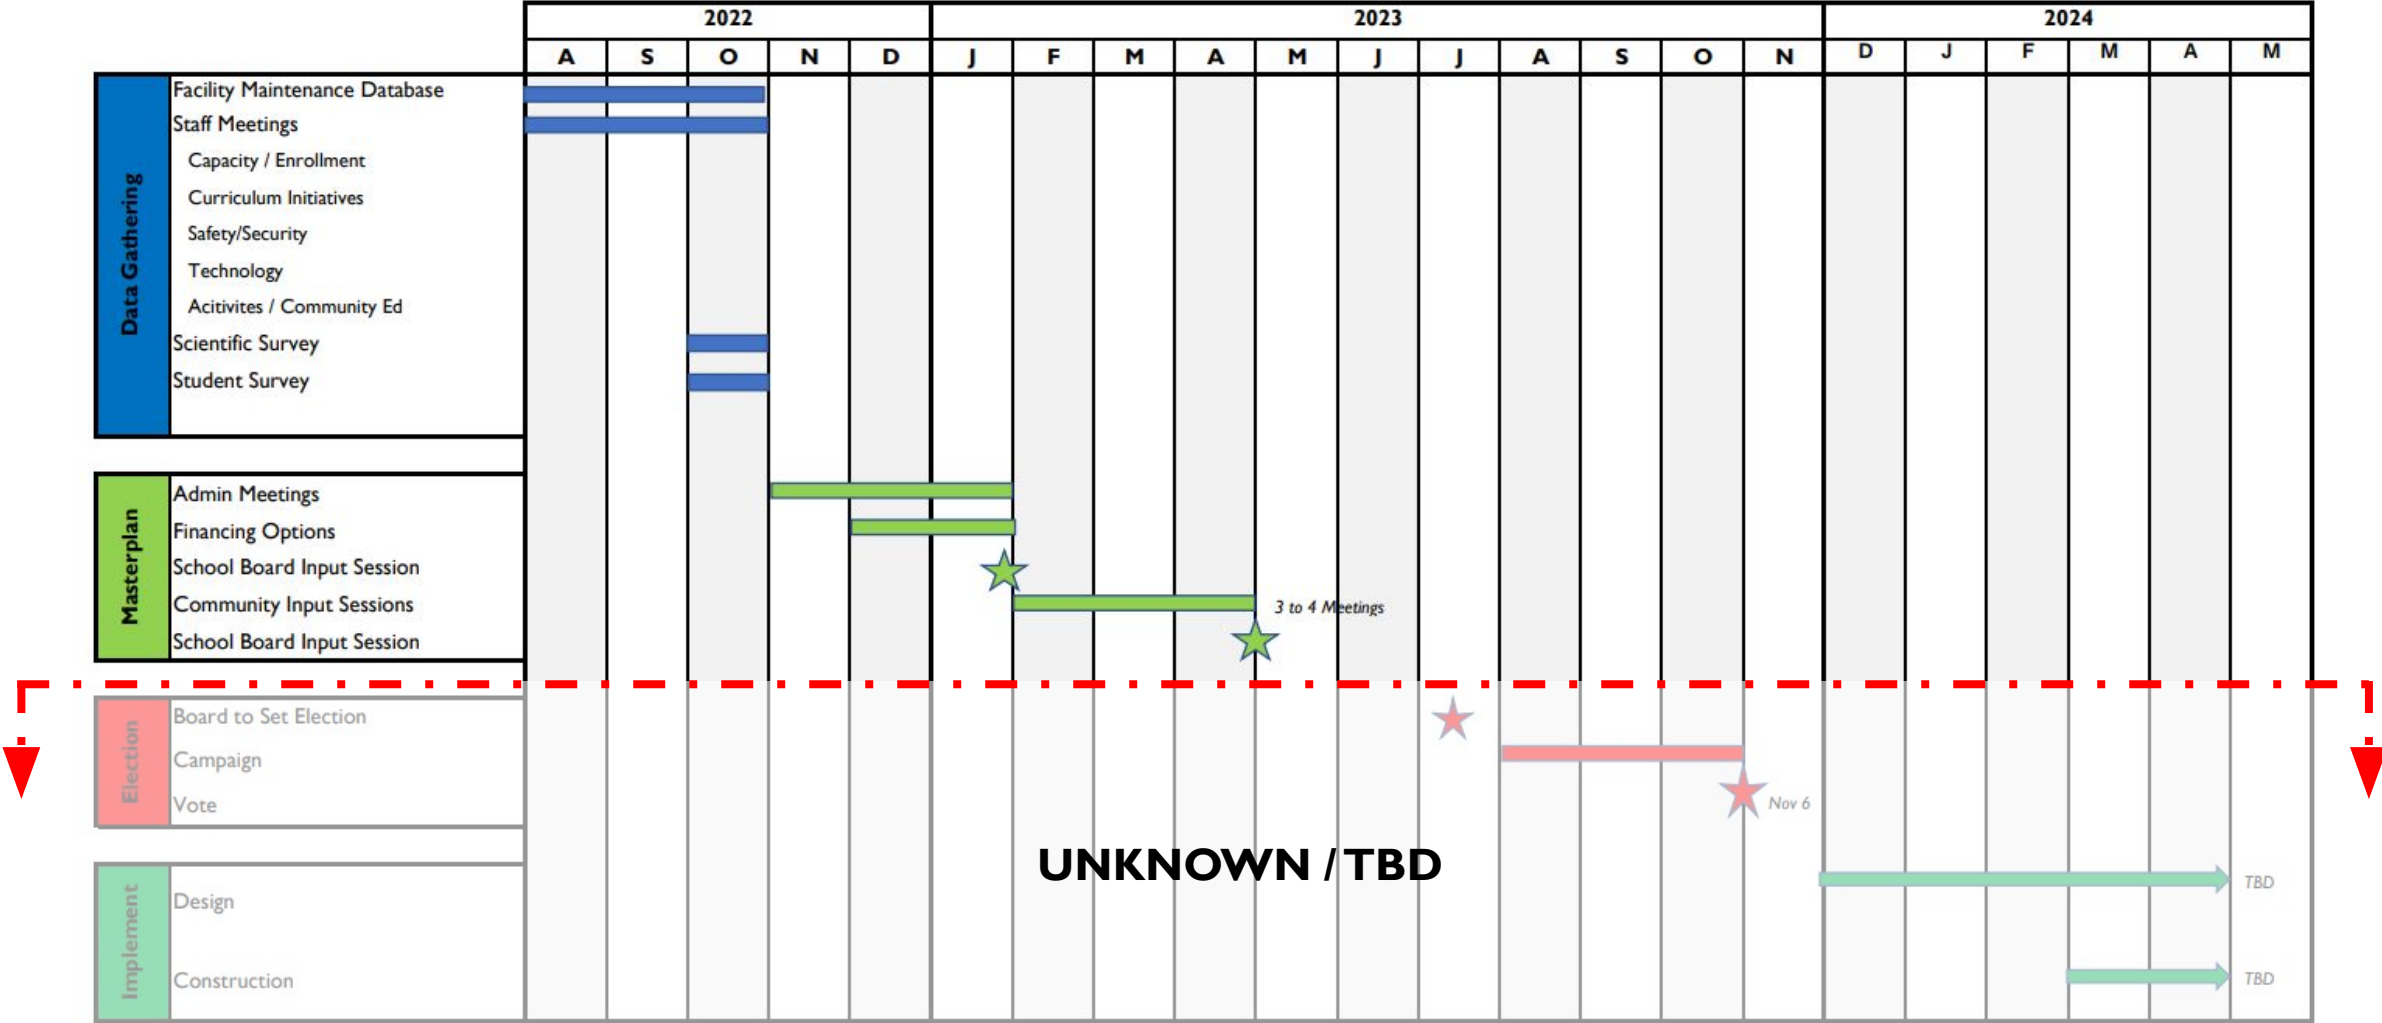 2022 2023 2024
A S O N D J F M A M J J A S O N D J F M A M
Data Gathering
Facility Maintenance Database
Staff Meetings
Capacity / Enrollment
Curriculum Initiatives
Safety/Security
Technology
Acitivites / Community Ed
Scientific Survey
Student Survey
Masterplan
Admin Meetings
Financing Options
School Board Input Session
Community Input Sessions
3 to 4 Meetings
School Board Input Session
Election
Board to Set Election
Campaign
Vote
Nov 6
UNKNOWN / TBD
Implement
Design
TBD
Construction
TBD